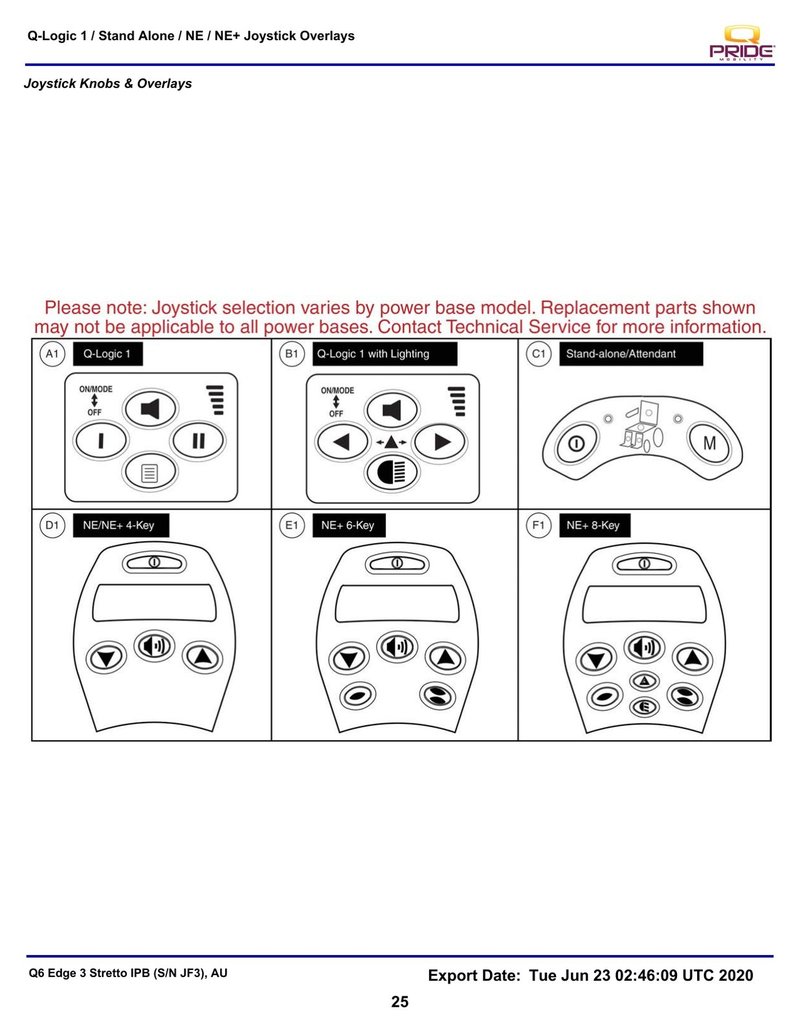 Q-Logic 1 / Stand Alone / NE / NE+ Joystick Overlays
Q
PRIDE
MOBILITY
Joystick Knobs & Overlays
Please note: Joystick selection varies by power base model. Replacement parts shown
may not be applicable to all power bases. Contact Technical Service for more information.
A1 Q-Logic 1
ON/MODE
OFF
I II
B1 Q-Logic 1 with Lighting
ON/MODE
OFF
C1 Stand-alone/Attendant
M
D1 NE/NE+ 4-Key
E1 NE+ 6-Key
F1 NE+ 8-Key
Q6 Edge 3 Stretto IPB (S/N JF3), AU
Export Date: Tue Jun 23 02:46:09 UTC 2020
25